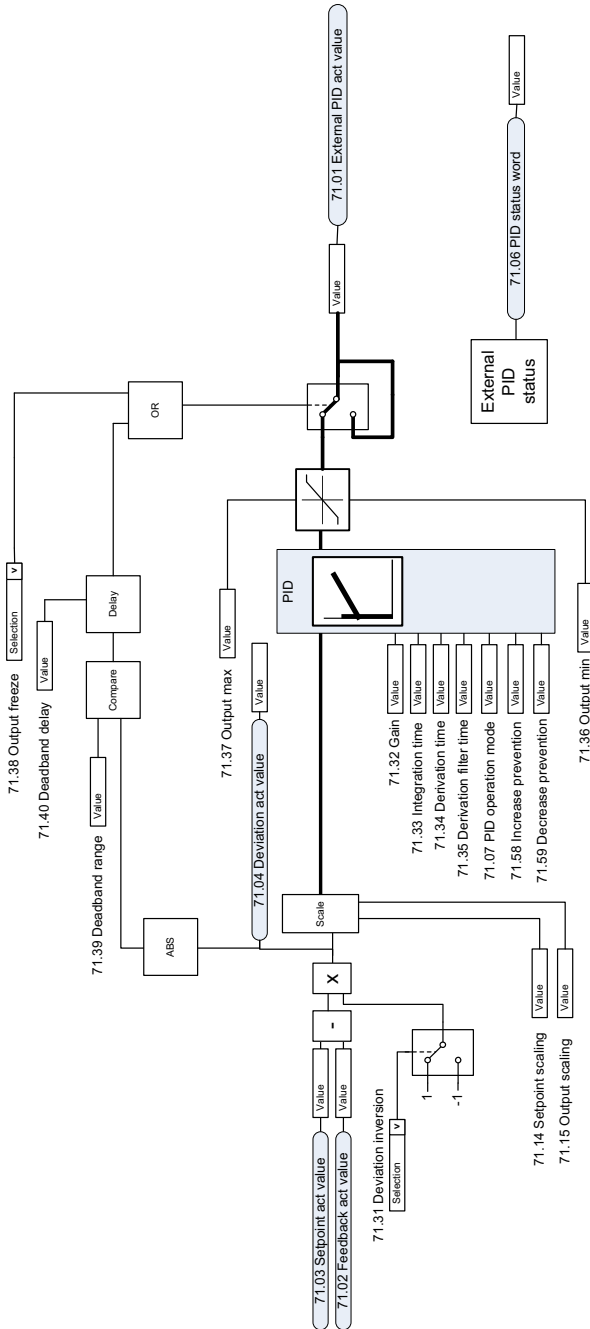 71.03 Setpoint act value
Value
71.02 Feedback act value
Value
-
X
71.31 Deviation inversion
Selection
v
1
-1
71.14 Setpoint scaling
Value
71.15 Output scaling
Value
Scale
71.04 Deviation act value
Value
ABS
71.39 Deadband range
Value
Compare
71.40 Deadband delay
Value
Delay
71.38 Output freeze
Selection
v
OR
71.37 Output max
Value
PID
71.32 Gain
Value
71.33 Integration time
Value
71.34 Derivation time
Value
71.35 Derivation filter time
Value
71.07 PID operation mode
Value
71.58 Increase prevention
Value
71.59 Decrease prevention
Value
71.36 Output min
Value
Value
71.01 External PID act value
External
PID
status
71.06 PID status word
Value